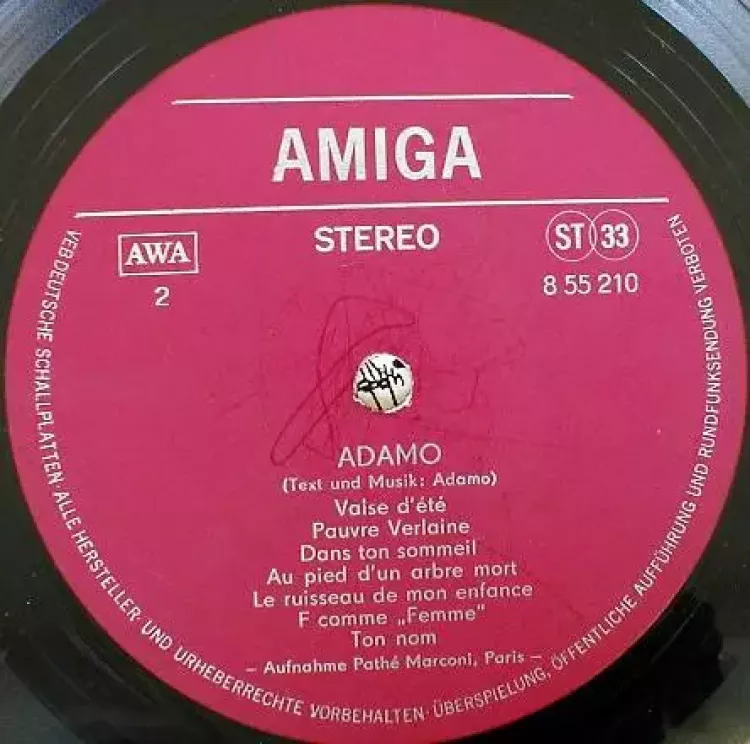 AMIGA
AWA
STEREO
ST 33
2
8 55 210
ADAMO
(Text und Musik: Adamo)
Valse d'été
Pauvre Verlaine
Dans ton sommeil
Au pied d'un arbre mort
Le ruisseau de mon enfance
F comme „Femme"
Ton nom
– Aufnahme Pathé Marconi, Paris –
VEB DEUTSCHE SCHALLPLATTEN · ALLE HERSTELLER- UND URHEBERRECHTE VORBEHALTEN · ÜBERSPIELUNG, ÖFFENTLICHE AUFFÜHRUNG UND RUNDFUNKSENDUNG VERBOTEN